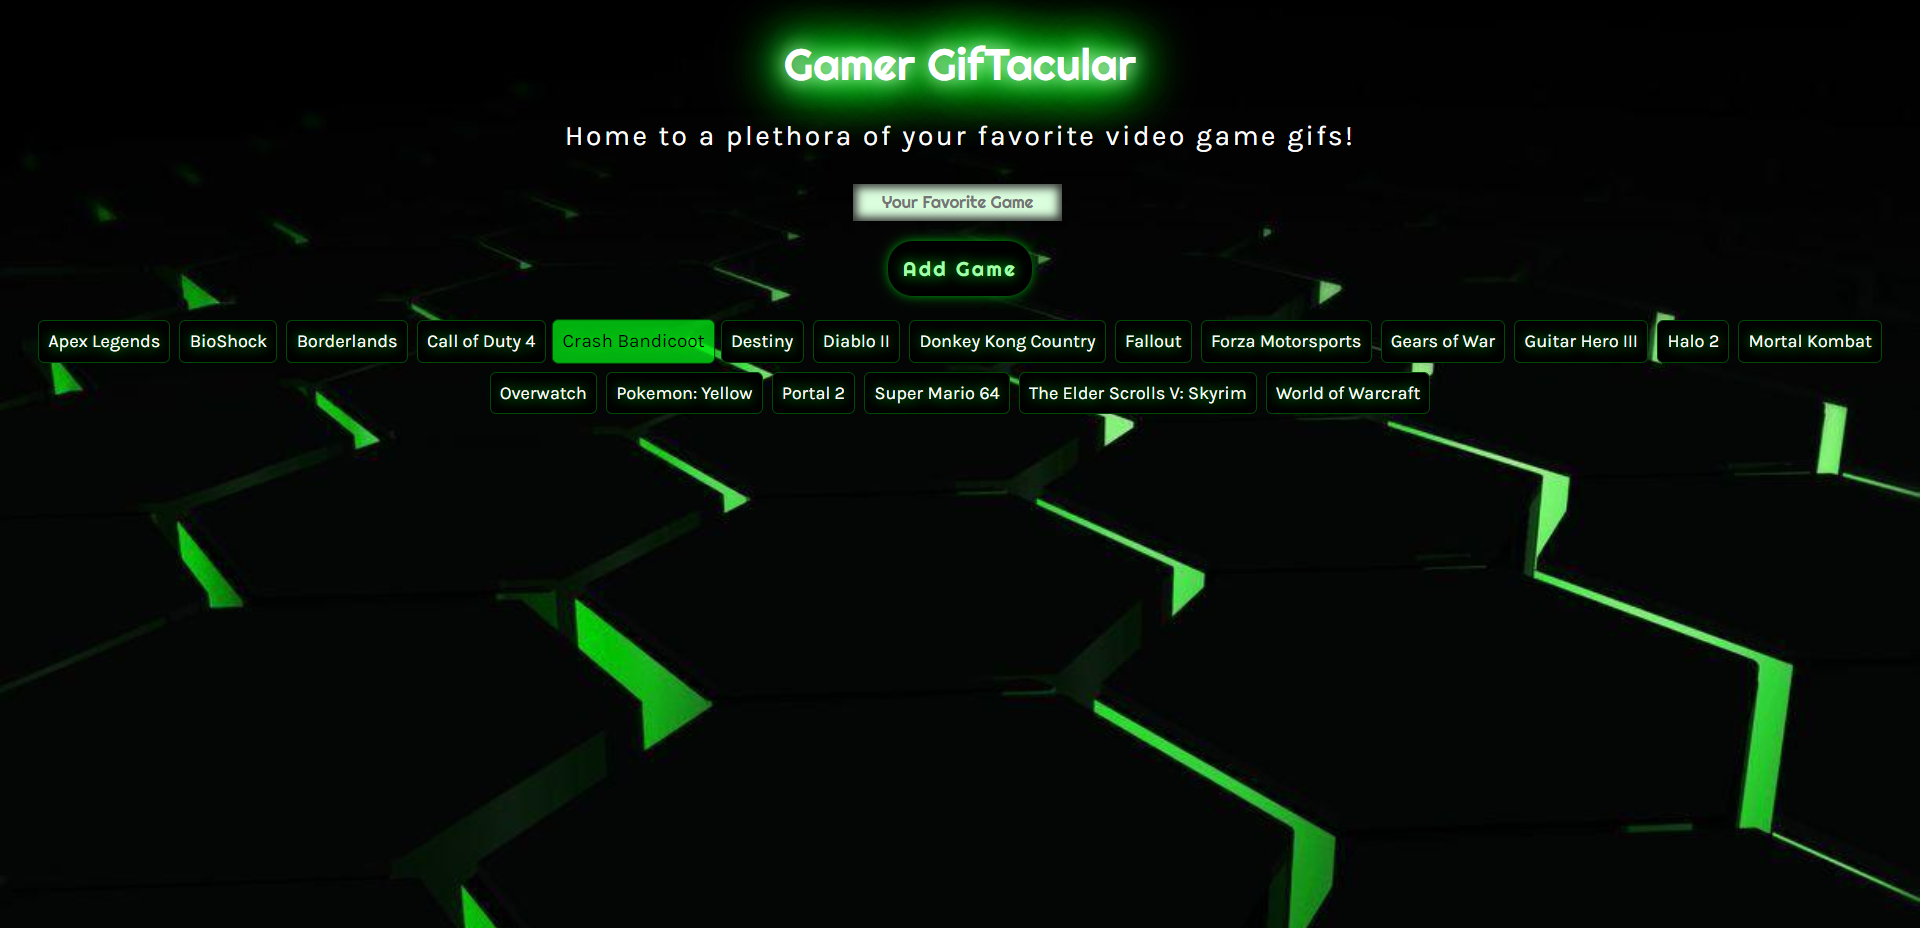 Gamer GifTacular
Home to a plethora of your favorite video game gifs!
Your Favorite Game
Add Game
Apex Legends BioShock Borderlands Call of Duty 4 Crash Bandicoot Destiny Diablo II Donkey Kong Country Fallout Forza Motorsports Gears of War Guitar Hero III Halo 2 Mortal Kombat
Overwatch Pokemon: Yellow Portal 2 Super Mario 64 The Elder Scrolls V: Skyrim World of Warcraft